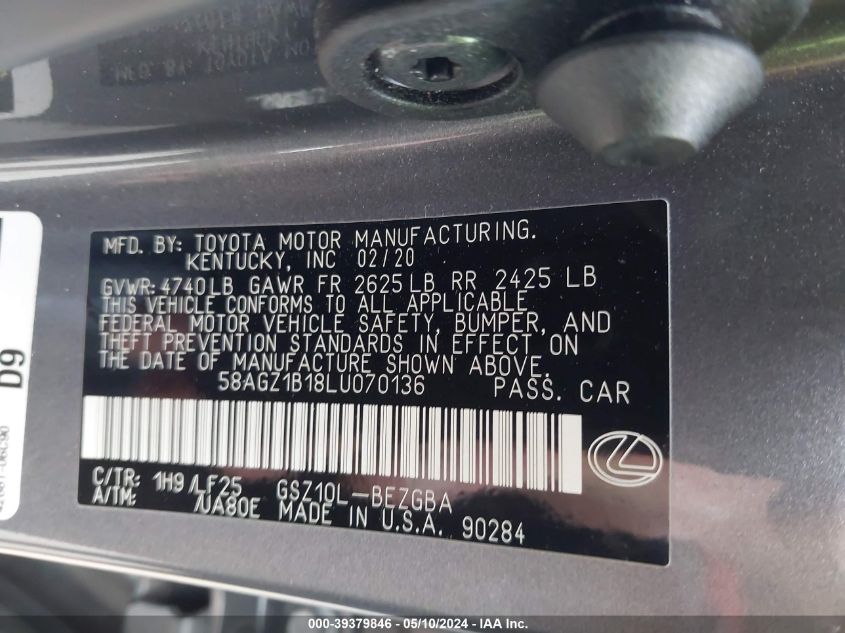 MFD. BY: TOYOTA MOTOR MANUFACTURING.
KENTUCKY, INC 02/20
GVWR: 4740LB GAWR FR 2625LB RR 2425 LB
THIS VEHICLE CONFORMS TO ALL APPLICABLE
FEDERAL MOTOR VEHICLE SAFETY, BUMPER, AND
THEFT PREVENTION STANDARDS IN EFFECT ON
THE DATE OF MANUFACTURE SHOWN ABOVE.
58AGZ1B18LU070136 PASS. CAR
C/TR: 1H9 /LF25 GSZ10L-BEZGBA
A/TM: /UA80E MADE IN U.S.A. 90284
D9
000-39379846 - 05/10/2024 - IAA Inc.